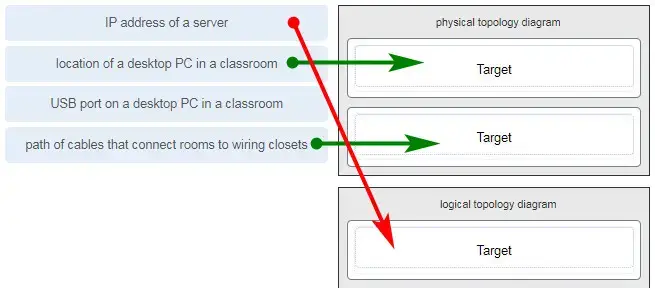 IP address of a server
location of a desktop PC in a classroom
USB port on a desktop PC in a classroom
path of cables that connect rooms to wiring closets
physical topology diagram
Target
Target
logical topology diagram
Target